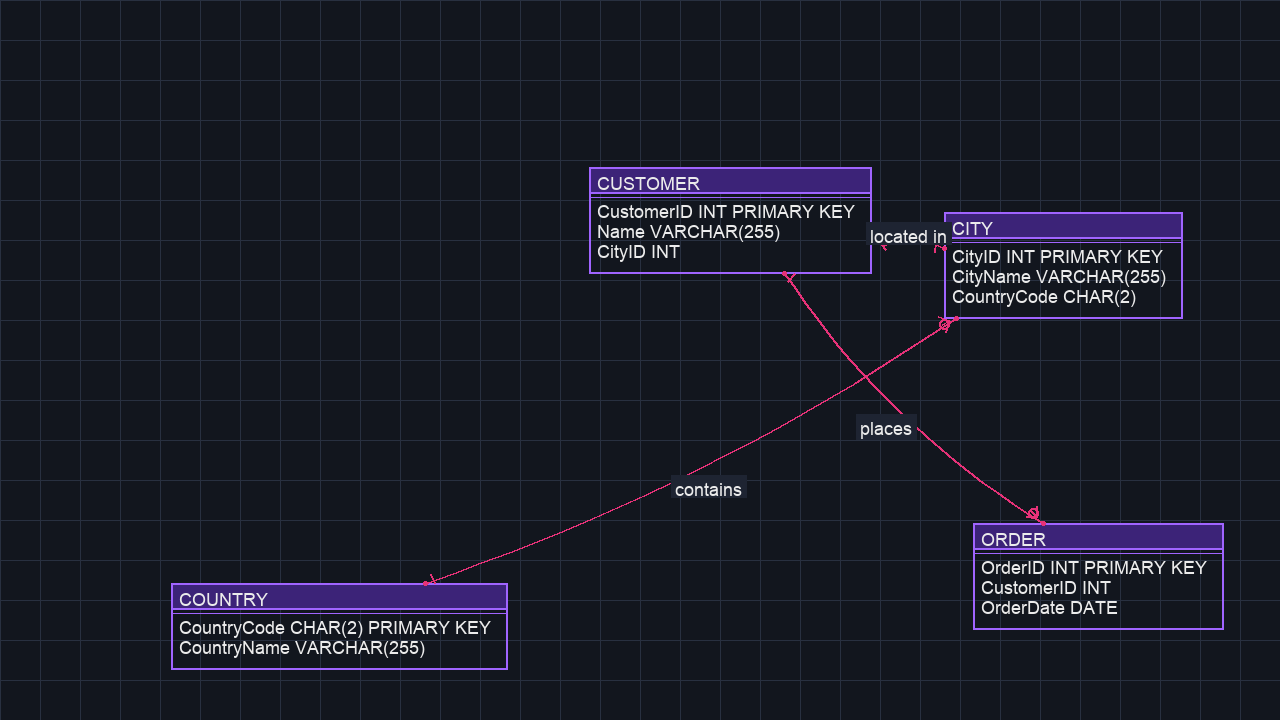 CUSTOMER
CustomerID INT PRIMARY KEY
Name VARCHAR(255)
CityID INT
located in
CITY
CityID INT PRIMARY KEY
CityName VARCHAR(255)
CountryCode CHAR(2)
places
contains
ORDER
OrderID INT PRIMARY KEY
CustomerID INT
OrderDate DATE
COUNTRY
CountryCode CHAR(2) PRIMARY KEY
CountryName VARCHAR(255)